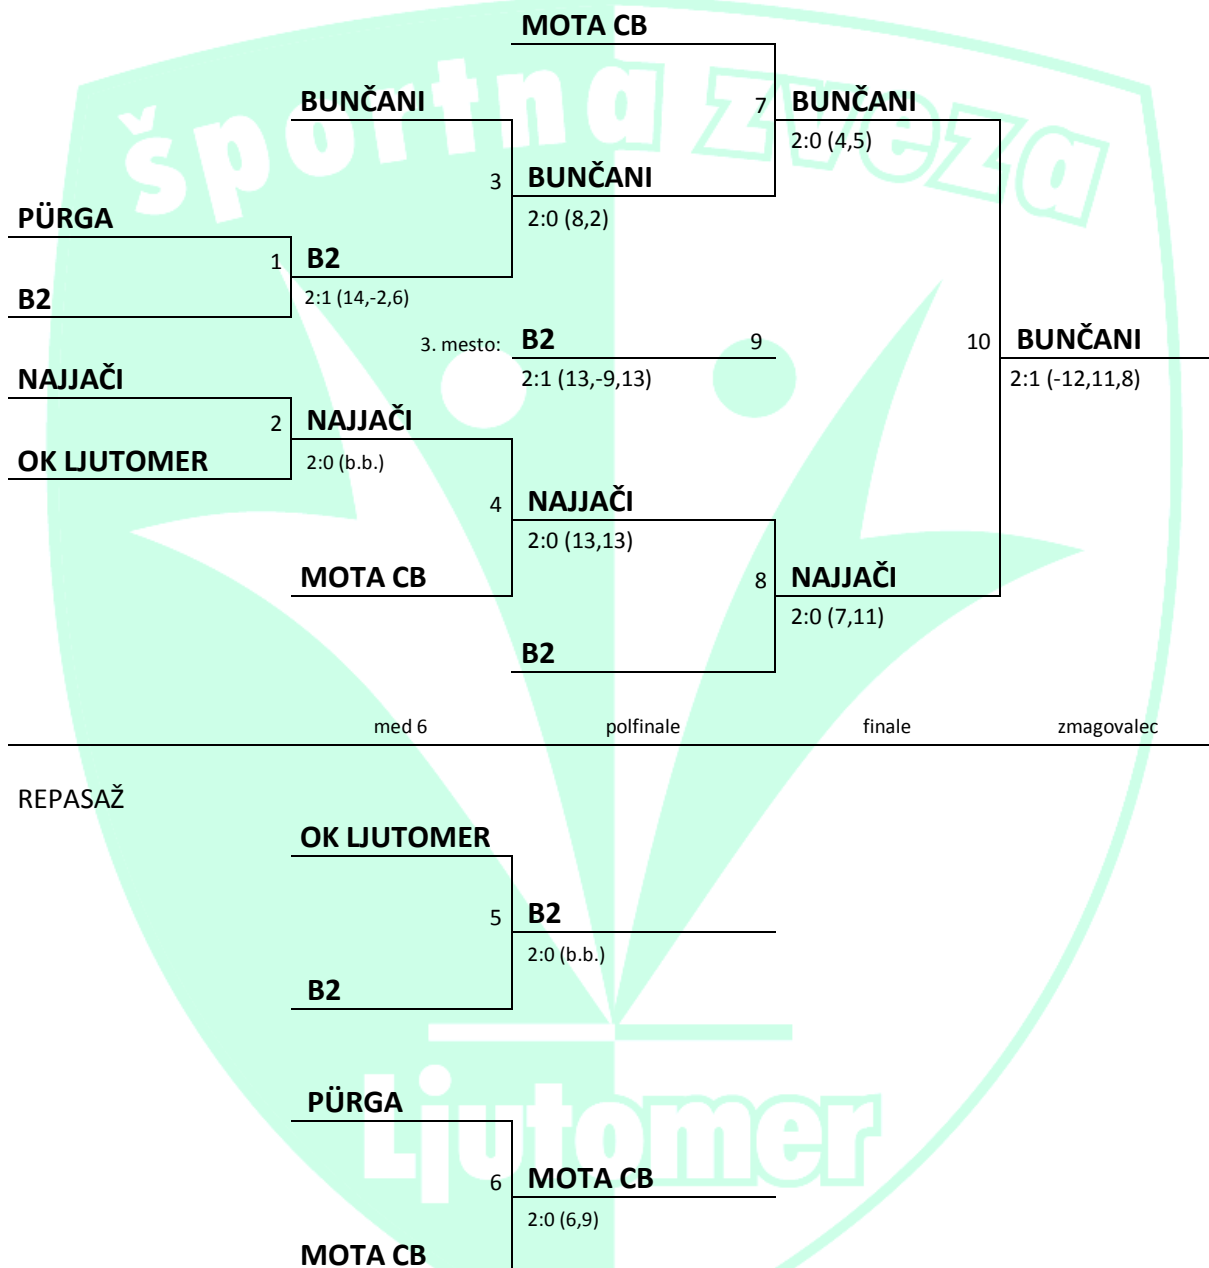 MOTA CB
športna zveza
BUNČANI
7 BUNČANI
2:0 (4,5)
3 BUNČANI
2:0 (8,2)
PÜRGA
1 B2
2:1 (14,-2,6)
B2
3. mesto: B2 9
2:1 (13,-9,13)
10 BUNČANI
2:1 (-12,11,8)
NAJJAČI
2 NAJJAČI
2:0 (b.b.)
OK LJUTOMER
4 NAJJAČI
2:0 (13,13)
MOTA CB
8 NAJJAČI
2:0 (7,11)
B2
med 6 polfinale finale zmagovalec
REPASAŽ
OK LJUTOMER
5 B2
2:0 (b.b.)
B2
PÜRGA
Ljutomer
6 MOTA CB
2:0 (6,9)
MOTA CB